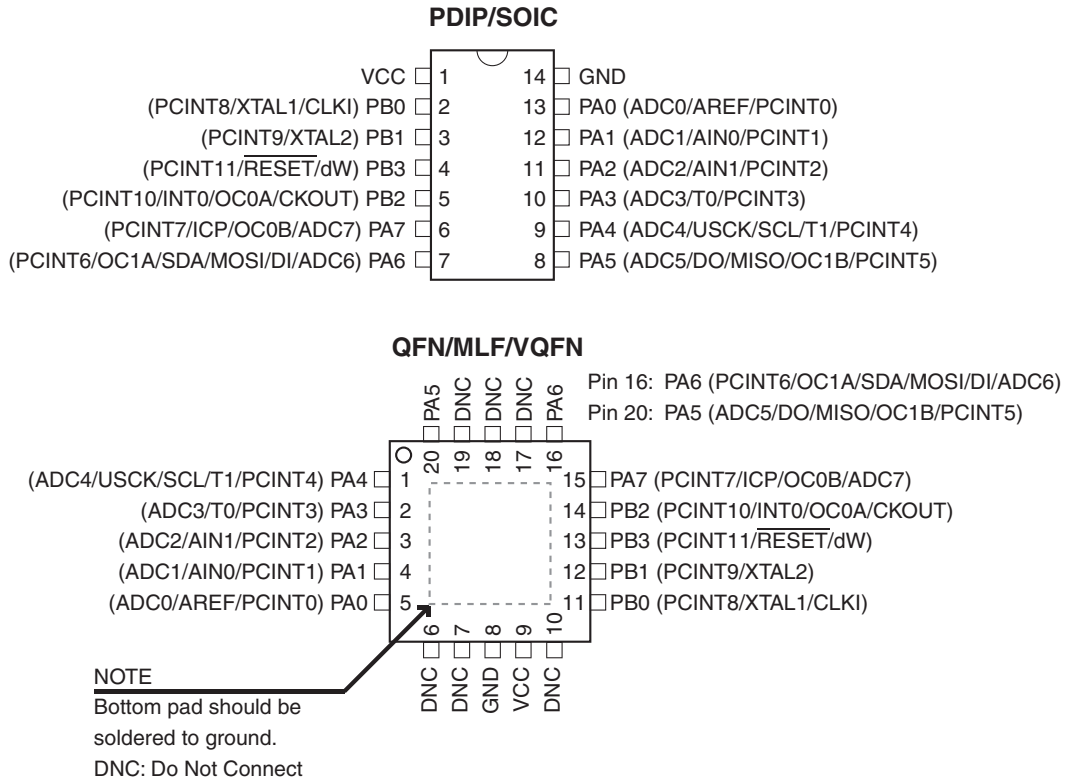 PDIP/SOIC
VCC 1 14 GND
(PCINT8/XTAL1/CLKI) PB0 2 13 PA0 (ADC0/AREF/PCINT0)
(PCINT9/XTAL2) PB1 3 12 PA1 (ADC1/AIN0/PCINT1)
(PCINT11/RESET/dW) PB3 4 11 PA2 (ADC2/AIN1/PCINT2)
(PCINT10/INT0/OC0A/CKOUT) PB2 5 10 PA3 (ADC3/T0/PCINT3)
(PCINT7/ICP/OC0B/ADC7) PA7 6 9 PA4 (ADC4/USCK/SCL/T1/PCINT4)
(PCINT6/OC1A/SDA/MOSI/DI/ADC6) PA6 7 8 PA5 (ADC5/DO/MISO/OC1B/PCINT5)
QFN/MLF/VQFN
Pin 16: PA6 (PCINT6/OC1A/SDA/MOSI/DI/ADC6)
Pin 20: PA5 (ADC5/DO/MISO/OC1B/PCINT5)
PA5 DNC DNC DNC PA6
20 19 18 17 16
(ADC4/USCK/SCL/T1/PCINT4) PA4 1 15 PA7 (PCINT7/ICP/OC0B/ADC7)
(ADC3/T0/PCINT3) PA3 2 14 PB2 (PCINT10/INT0/OC0A/CKOUT)
(ADC2/AIN1/PCINT2) PA2 3 13 PB3 (PCINT11/RESET/dW)
(ADC1/AIN0/PCINT1) PA1 4 12 PB1 (PCINT9/XTAL2)
(ADC0/AREF/PCINT0) PA0 5 11 PB0 (PCINT8/XTAL1/CLKI)
6 7 8 9 10
DNC DNC GND VCC DNC
NOTE
Bottom pad should be
soldered to ground.
DNC: Do Not Connect